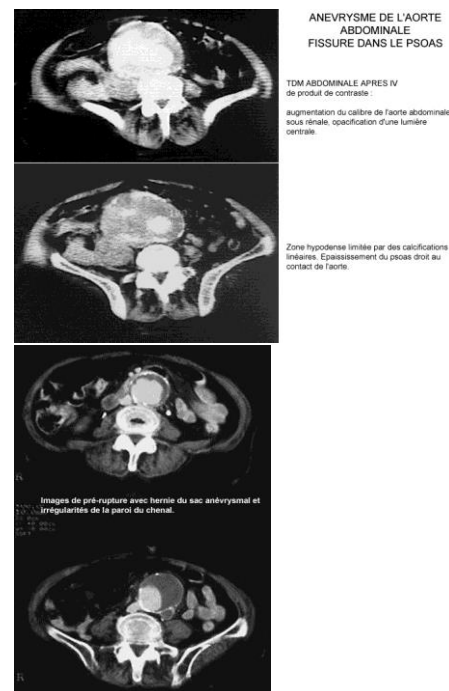 ANEVRYSME DE L'AORTE
ABDOMINALE
FISSURE DANS LE PSOAS
TDM ABDOMINALE APRES IV
de produit de contraste :
augmentation du calibre de l'aorte abdominale
sous rénale, opacification d'une lumière
centrale.
Zone hypodense limitée par des calcifications
linéaires. Epaississement du psoas droit au
contact de l'aorte.
Images de pré-rupture avec hernie du sac anévrysmal et
irrégularités de la paroi du chenal.
R
R